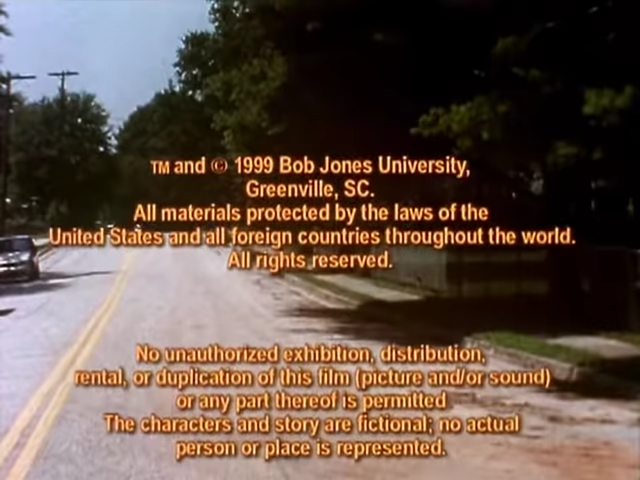 TM and © 1999 Bob Jones University,
Greenville, SC.
All materials protected by the laws of the
United States and all foreign countries throughout the world.
All rights reserved.
No unauthorized exhibition, distribution,
rental, or duplication of this film (picture and/or sound)
or any part thereof is permitted
The characters and story are fictional; no actual
person or place is represented.